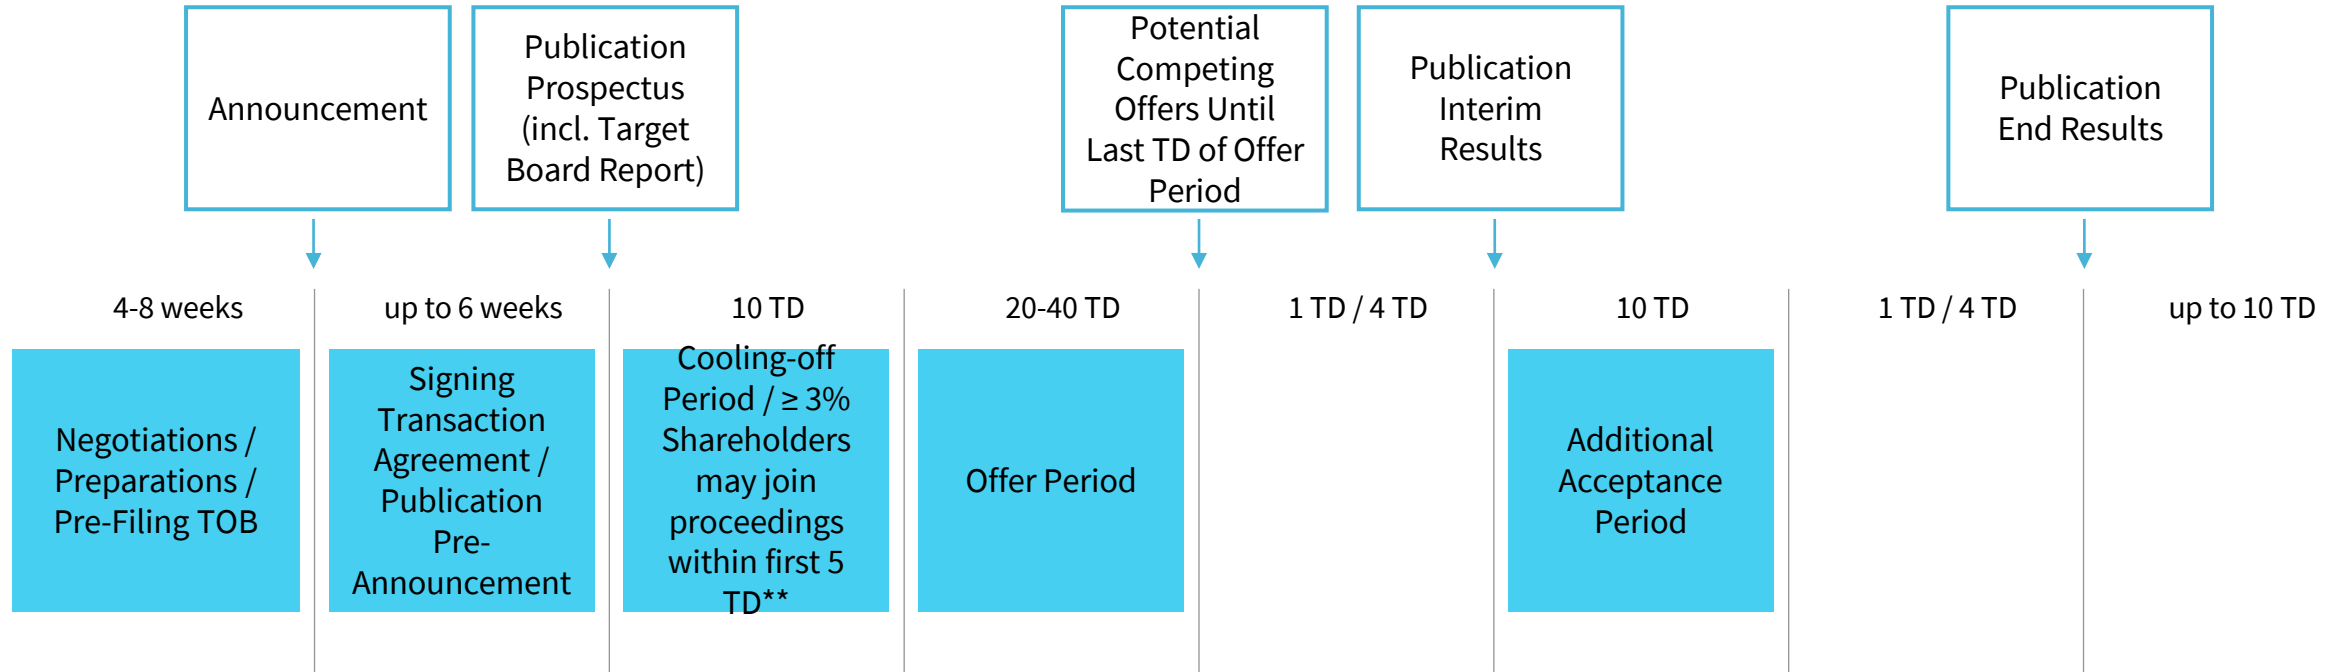 Announcement
Publication
Prospectus
(incl. Target
Board Report)
Potential
Competing
Offers Until
Last TD of Offer
Period
Publication
Interim
Results
Publication
End Results
4-8 weeks
up to 6 weeks
10 TD
20-40 TD
1 TD / 4 TD
10 TD
1 TD / 4 TD
up to 10 TD
Negotiations /
Preparations /
Pre-Filing TOB
Signing
Transaction
Agreement /
Publication
Pre-
Announcement
Cooling-off
Period / ≥ 3%
Shareholders
may join
proceedings
within first 5
TD**
Offer Period
Additional
Acceptance
Period